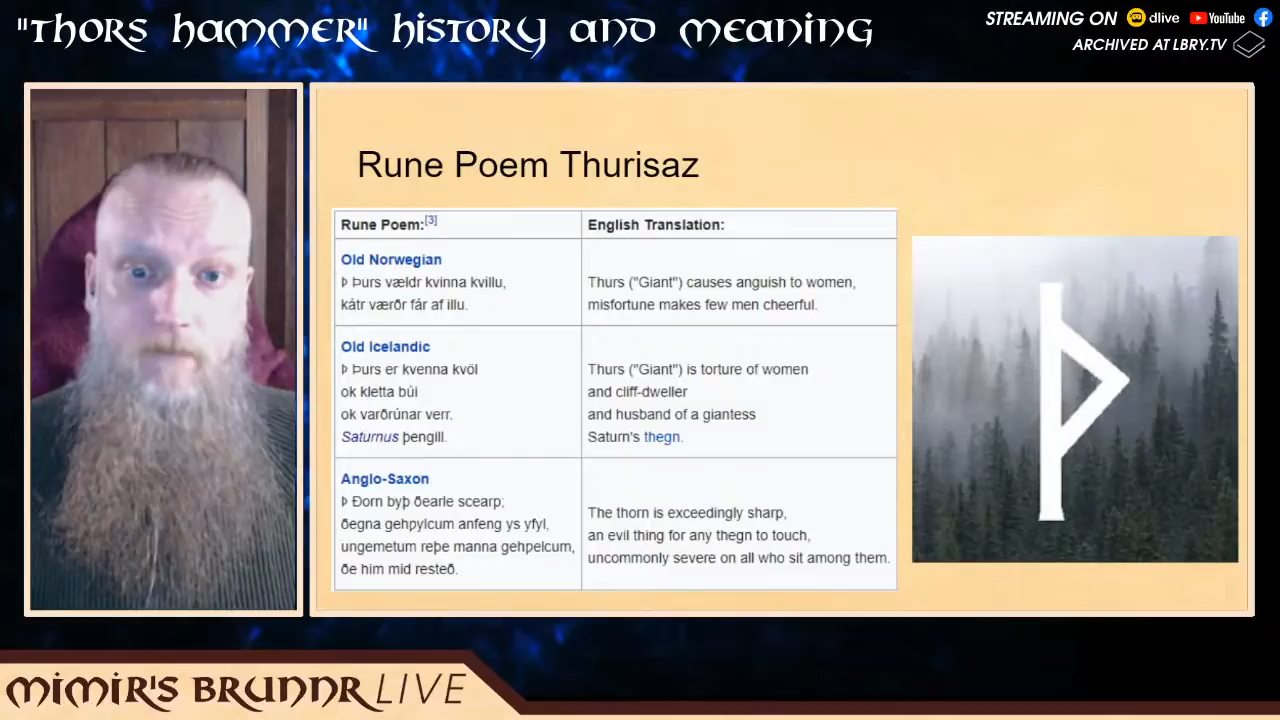 "Thors hammer" history and meaning
STREAMING ON dlive YouTube
ARCHIVED AT LBRY.TV
Rune Poem Thurisaz
Rune Poem:[3]
English Translation:
Old Norwegian
ᚦ Þurs vældr kvinna kvillu,
kátr værðr fár af illu.
Thurs ("Giant") causes anguish to women,
misfortune makes few men cheerful.
Old Icelandic
ᚦ Þurs er kvenna kvöl
ok kletta búi
ok varðrúnar verr.
Saturnus þengill.
Thurs ("Giant") is torture of women
and cliff-dweller
and husband of a giantess
Saturn's thegn.
Anglo-Saxon
ᚦ Ðorn byþ ðearle scearp;
ðegna gehƿylcum anfeng ys yfyl,
ungemetum reþe manna gehƿelcum,
ðe him mid resteð.
The thorn is exceedingly sharp,
an evil thing for any thegn to touch,
uncommonly severe on all who sit among them.
ᚦ
MIMIR'S BRUNNR LIVE